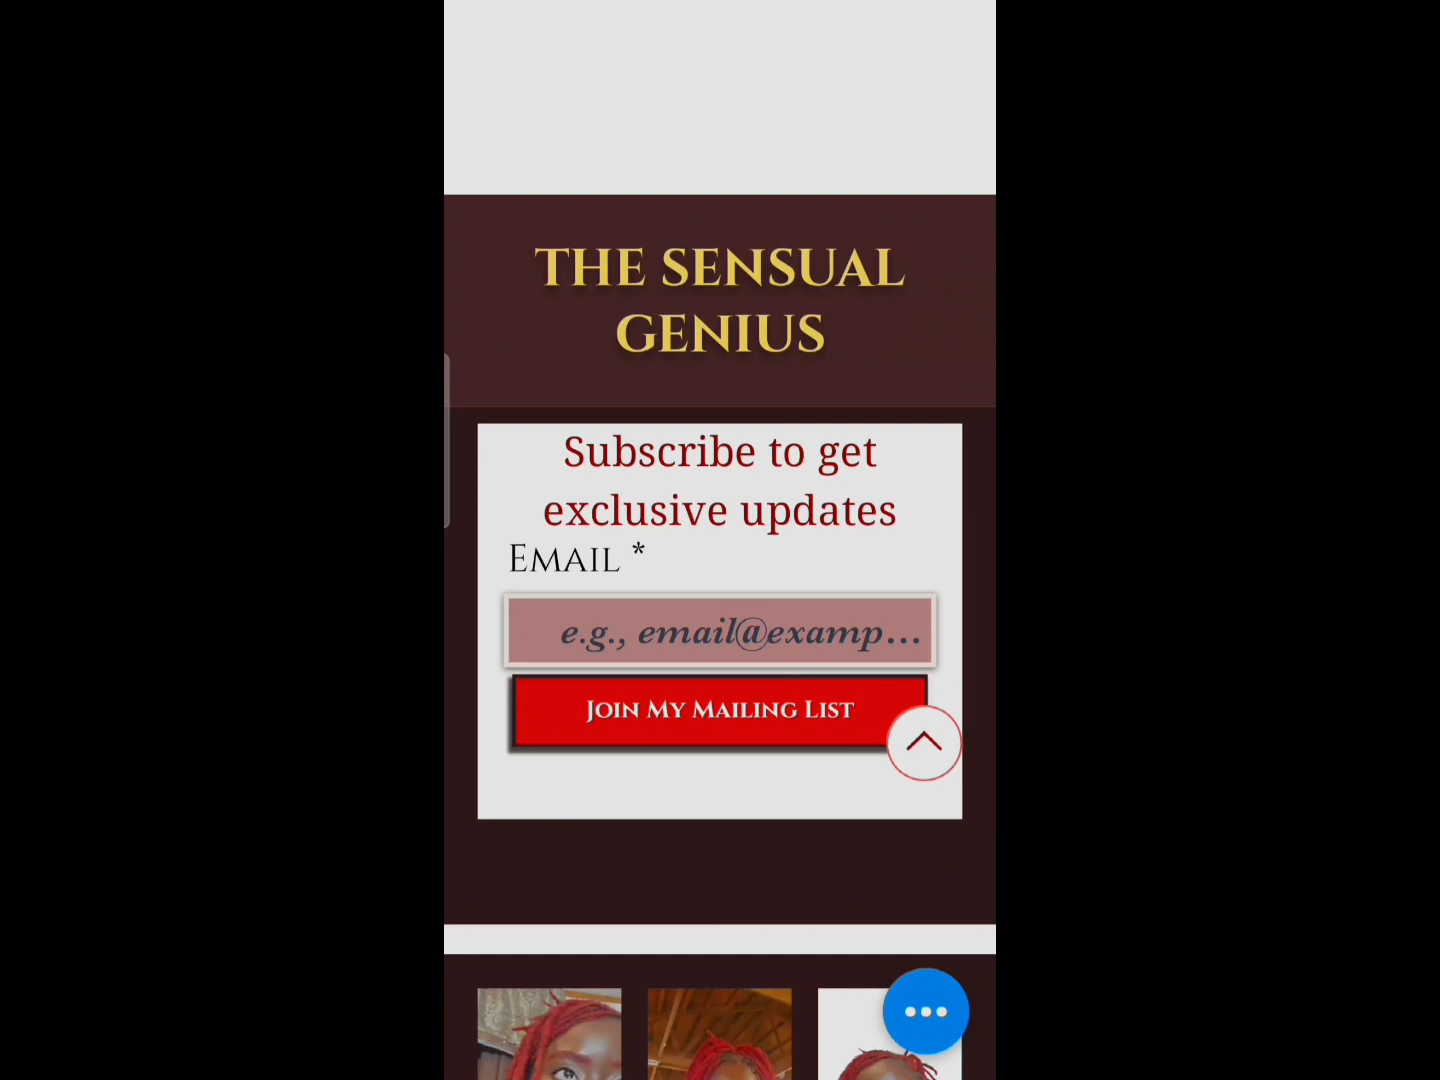 THE SENSUAL
GENIUS
Subscribe to get
exclusive updates
Email *
e.g., email@examp...
Join My Mailing List